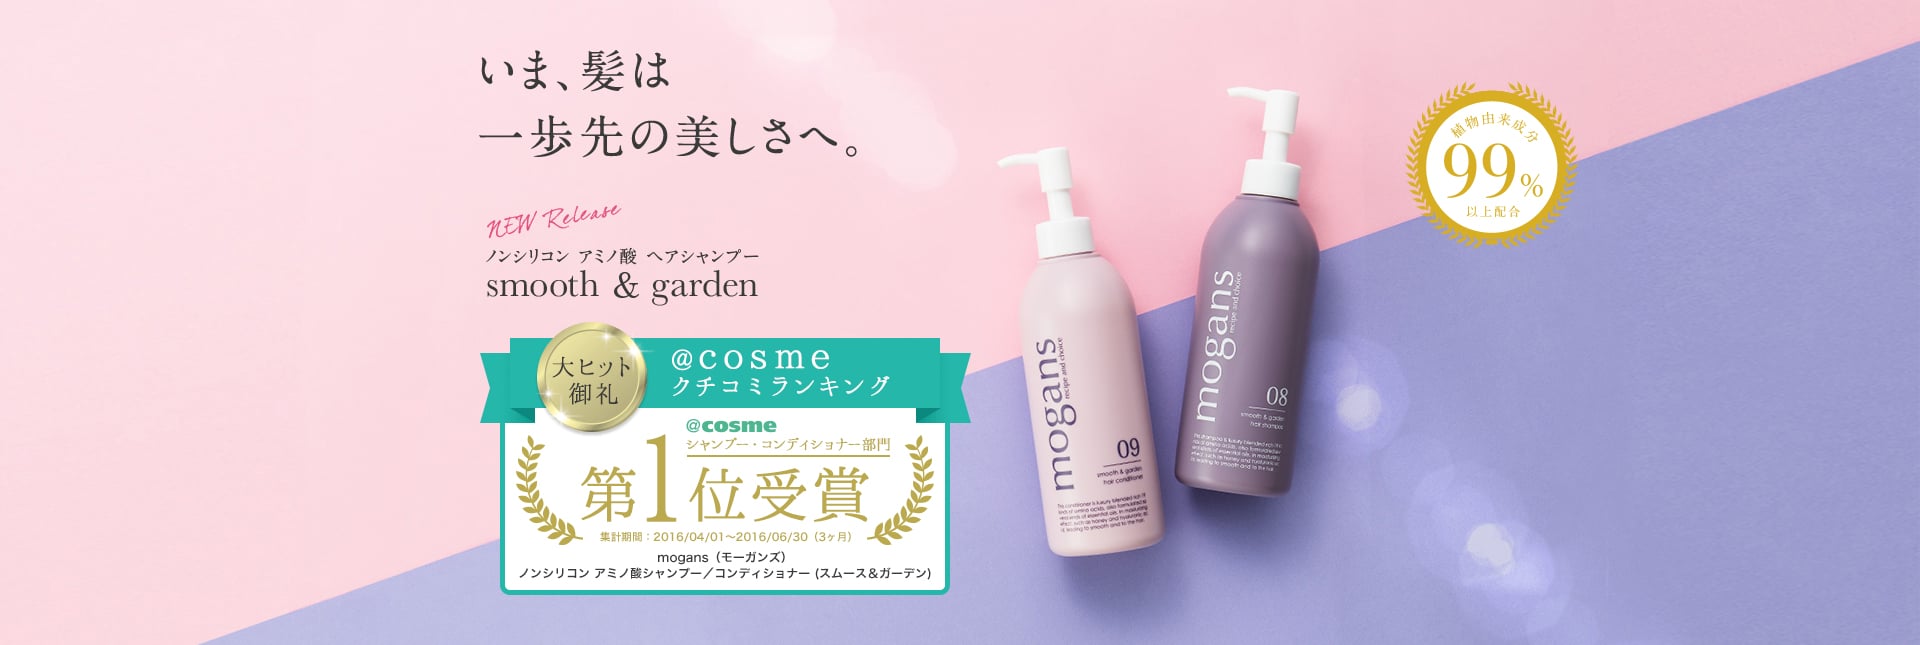 いま、髪は
一歩先の美しさへ。
NEW Release
ノンシリコン アミノ酸 ヘアシャンプー
smooth & garden
大ヒット
御礼
@cosme
クチコミランキング
@cosme
シャンプー・コンディショナー部門
第1位受賞
集計期間：2016/04/01〜2016/06/30（3ヶ月）
mogans（モーガンズ）
ノンシリコン アミノ酸シャンプー／コンディショナー (スムース＆ガーデン)
mogans
recipe and choice
09
smooth & garden
hair conditioner
mogans
recipe and choice
08
smooth & garden
hair shampoo
植物由来成分
99%
以上配合